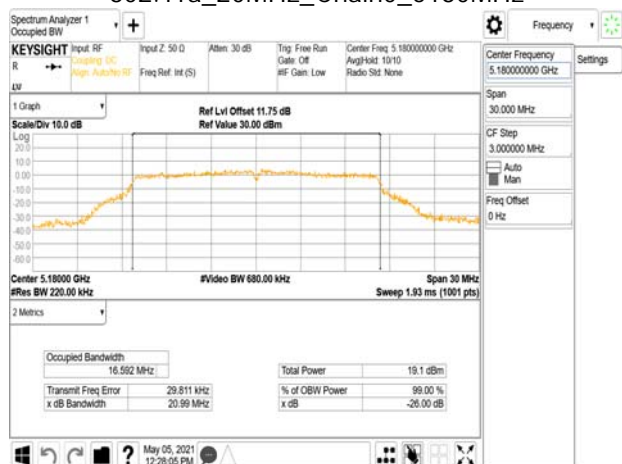 Spectrum Analyzer 1
Occupied BW
Frequency
KEYSIGHT
R
Input: RF
Coupling: DC
Align: Auto/No RF
Input Z: 50 Ω
Freq Ref: Int (S)
Atten: 30 dB
Trig: Free Run
Gate: Off
#IF Gain: Low
Center Freq: 5.180000000 GHz
Avg|Hold: 10/10
Radio Std: None
Center Frequency
5.180000000 GHz
Settings
Span
30.000 MHz
CF Step
3.000000 MHz
Auto
Man
Freq Offset
0 Hz
1 Graph
Scale/Div 10.0 dB
Ref Lvl Offset 11.75 dB
Ref Value 30.00 dBm
Log
20.0
10.0
0.00
-10.0
-20.0
-30.0
-40.0
-50.0
-60.0
Center 5.18000 GHz
#Video BW 680.00 kHz
Span 30 MHz
#Res BW 220.00 kHz
Sweep 1.93 ms (1001 pts)
2 Metrics
Occupied Bandwidth
16.592 MHz
Total Power 19.1 dBm
Transmit Freq Error 29.811 kHz
% of OBW Power 99.00 %
x dB Bandwidth 20.99 MHz
x dB -26.00 dB
?
May 05, 2021
12:28:05 PM